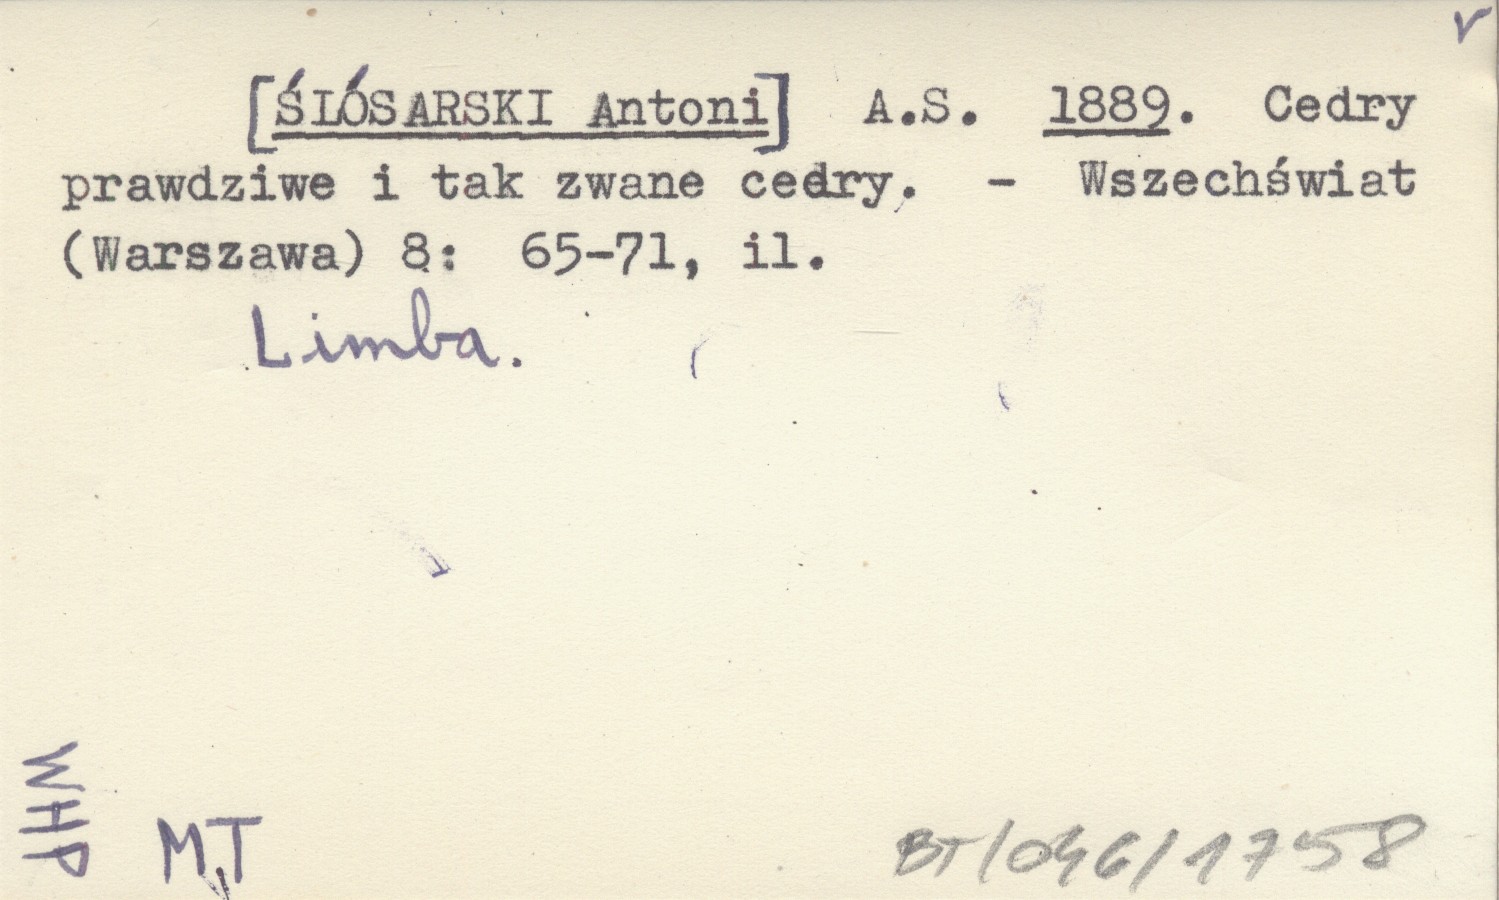 [ŚLÓSARSKI Antoni] A.S. 1889. Cedry
prawdziwe i tak zwane cedry. - Wszechświat
(Warszawa) 8: 65-71, il.
Limba.
WHP
MT
BT/046/1758